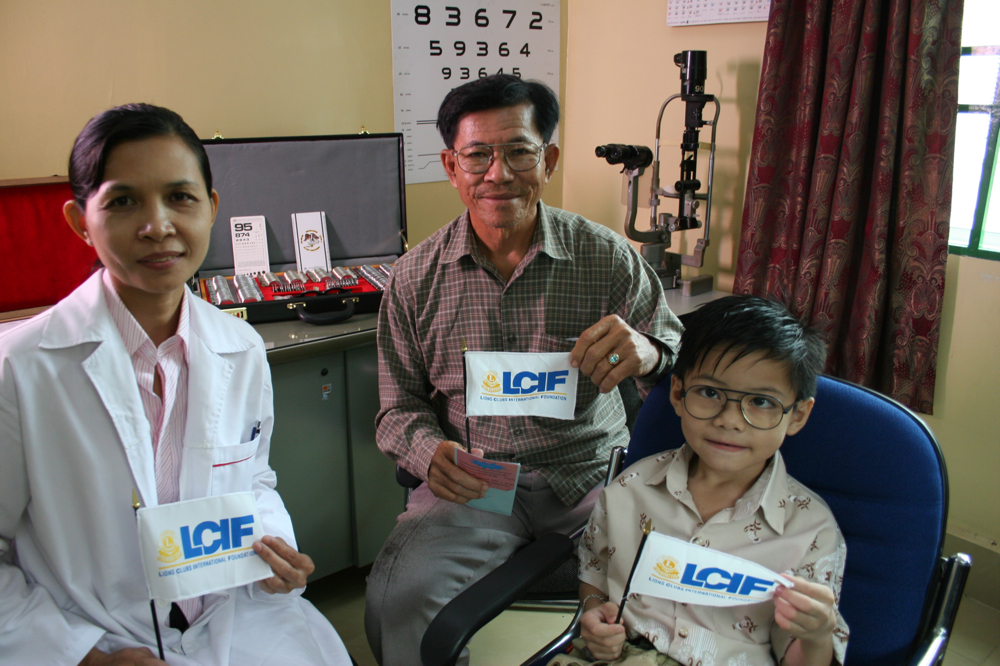 83672
59364
93645
95
874
LCIF
LIONS CLUBS INTERNATIONAL FOUNDATION
LCIF
LIONS CLUBS INTERNATIONAL FOUNDATION
LCIF
LIONS CLUBS INTERNATIONAL FOUNDATION